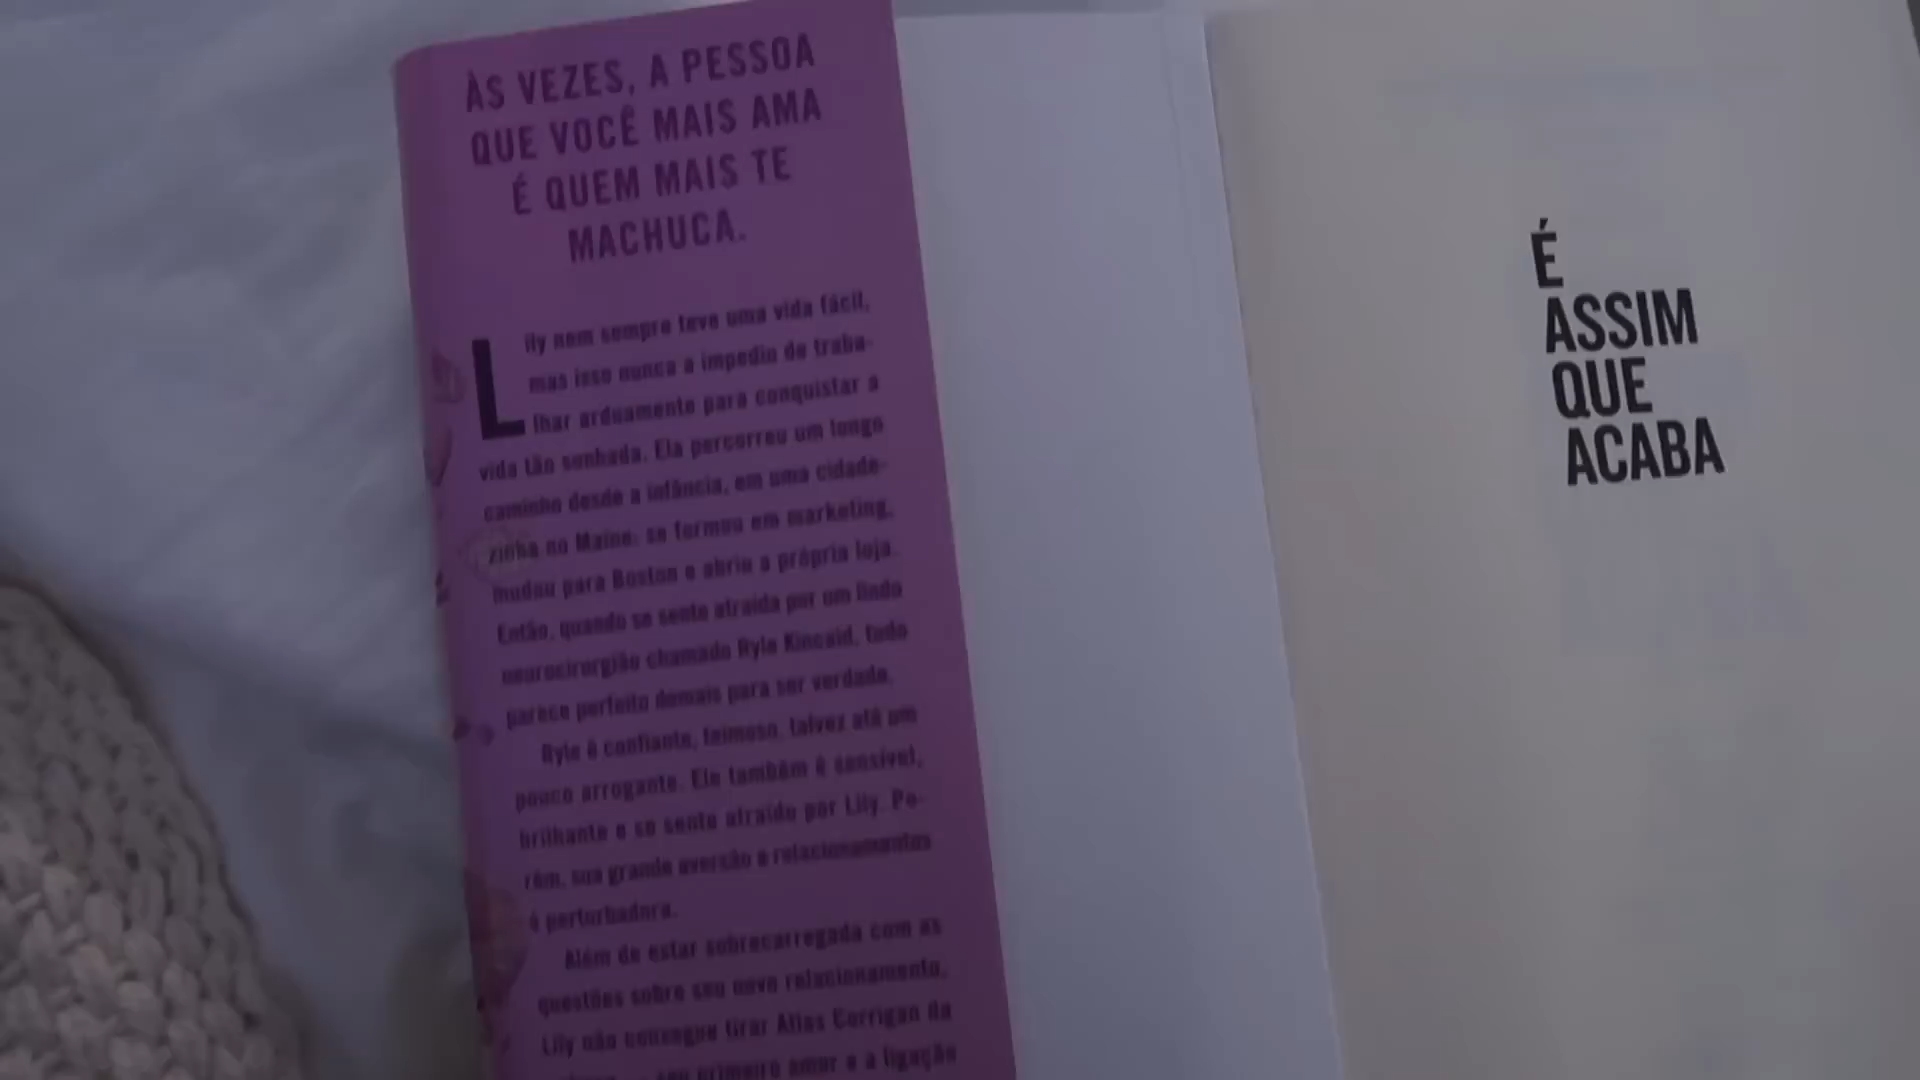 ÀS VEZES, A PESSOA
QUE VOCÊ MAIS AMA
É QUEM MAIS TE
MACHUCA.
Lily nem sempre teve uma vida fácil,
mas isso nunca a impediu de traba-
lhar arduamente para conquistar a
vida tão sonhada. Ela percorreu um longo
caminho desde a infância, em uma cidade-
zinha no Maine: se formou em marketing,
mudou para Boston e abriu a própria loja.
Então, quando se sente atraída por um lindo
neurocirurgião chamado Ryle Kincaid, tudo
parece perfeito demais para ser verdade.
Ryle é confiante, teimoso, talvez até um
pouco arrogante. Ele também é sensível,
brilhante e se sente atraído por Lily. Po-
rém, sua grande aversão a relacionamentos
é perturbadora.
Além de estar sobrecarregada com as
questões sobre seu novo relacionamento,
Lily não consegue tirar Atlas Corrigan da
seu primeiro amor e a ligação
É
ASSIM
QUE
ACABA